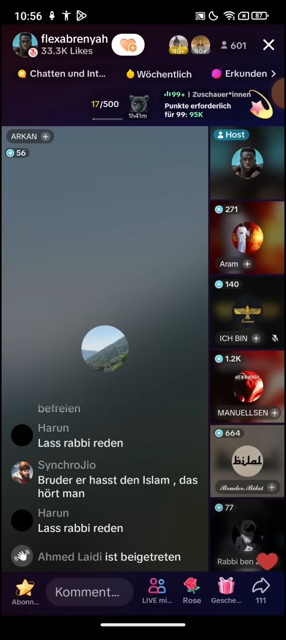 10:56
87
flexabrenyah
33.3K Likes
601
Chatten und Int...
Wöchentlich
Erkunden
17/500
1h41m
99+ | Zuschauer*innen
Punkte erforderlich
für 99: 95K
ARKAN +
56
Host
271
Aram +
140
ICH BIN +
1.2K
MANUELLSEN +
664
bilal
Bruder.Bilal +
77
Rabbi ben
befreien
Harun
Lass rabbi reden
SynchroJio
Bruder er hasst den Islam , das
hört man
Harun
Lass rabbi reden
Ahmed Laidi ist beigetreten
Abonn...
Komment...
LIVE mi...
Rose
Gesche...
111